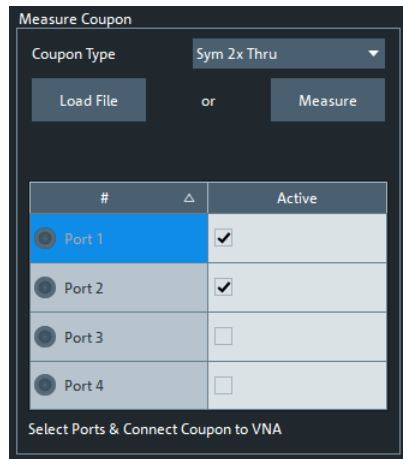 Measure Coupon
Coupon Type Sym 2x Thru
Load File or Measure
# Active
Port 1
Port 2
Port 3
Port 4
Select Ports & Connect Coupon to VNA